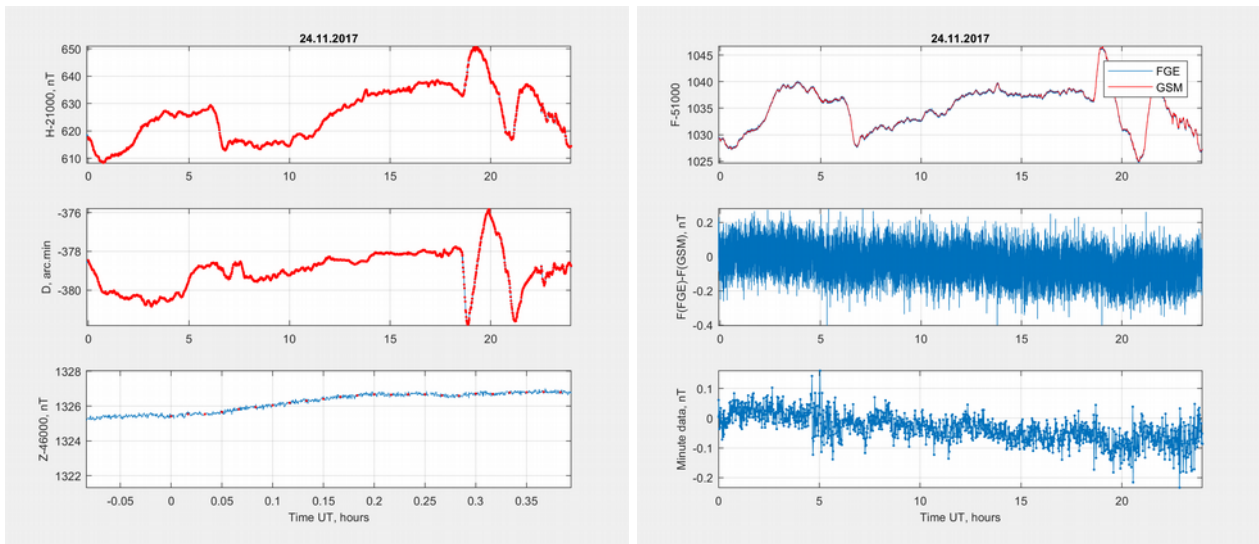 24.11.2017
650
640
630
620
610
H-21000, nT
0 5 10 15 20
-376
-378
-380
D, arc.min
0 5 10 15 20
1328
1326
1324
1322
Z-46000, nT
-0.05 0 0.05 0.1 0.15 0.2 0.25 0.3 0.35
Time UT, hours
24.11.2017
1045
1040
1035
1030
1025
F-51000
FGE
GSM
0 5 10 15 20
0.2
0
-0.2
-0.4
F(FGE)-F(GSM), nT
0 5 10 15 20
0.1
0
-0.1
-0.2
Minute data, nT
0 5 10 15 20
Time UT, hours